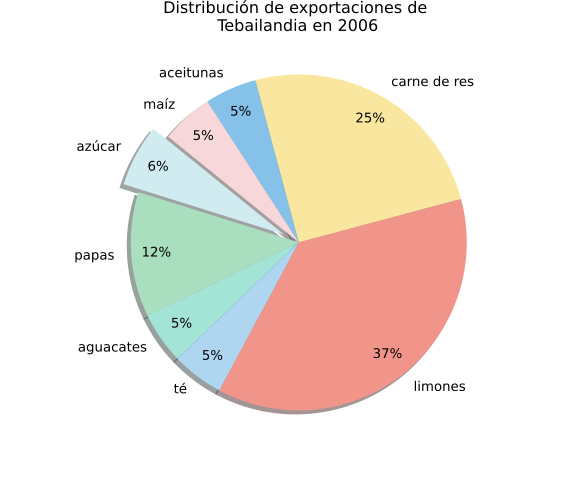 Distribución de exportaciones de
Tebailandia en 2006
aceitunas
carne de res
maíz
5%
25%
5%
azúcar
6%
papas
12%
aguacates
5%
5%
37%
té
limones